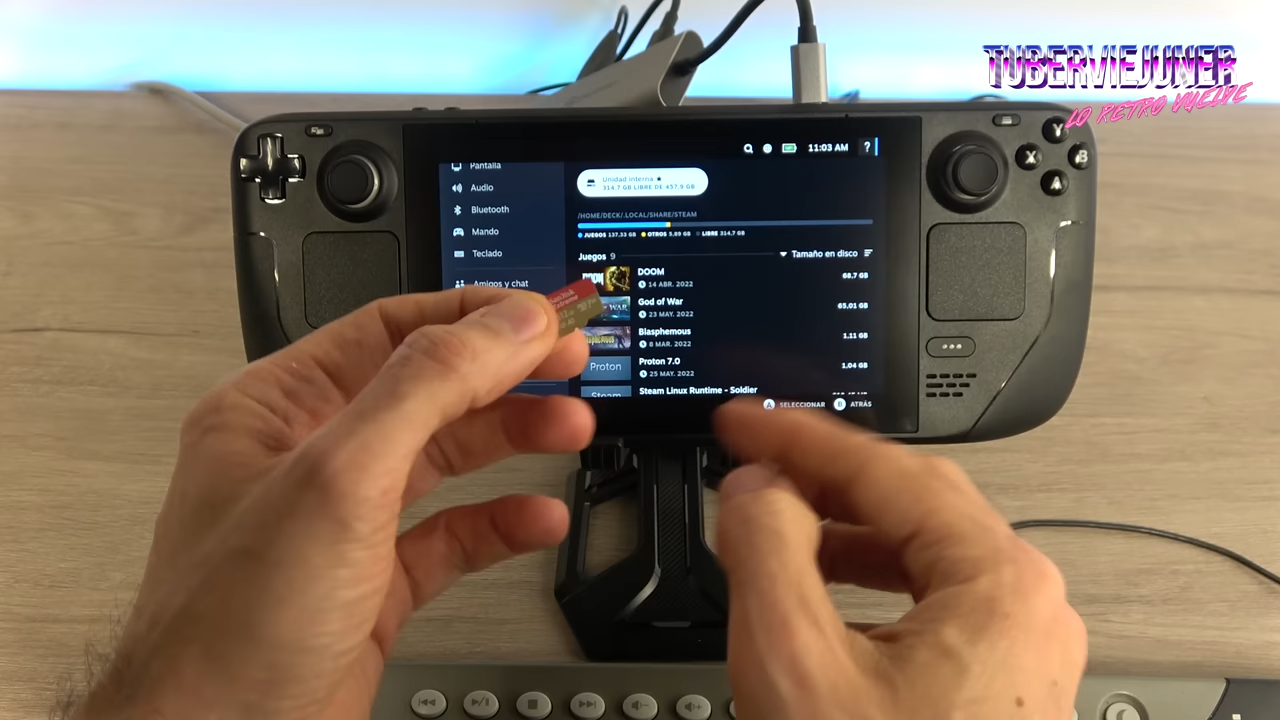 TUBERVIEJUNER
LO RETRO VUELVE
Y
X
B
A
11:03 AM
?
Pantalla
Audio
Bluetooth
Mando
Teclado
Amigos y chat
Unidad interna ★
314,7 GB LIBRE DE 457,9 GB
/HOME/DECK/.LOCAL/SHARE/STEAM
JUEGOS 137,33 GB OTROS 5,89 GB LIBRE 314,7 GB
Juegos 9
Tamaño en disco
DOOM
14 ABR. 2022
68,7 GB
God of War
23 MAY. 2022
65,01 GB
Blasphemous
8 MAR. 2022
1,11 GB
Proton
Proton 7.0
25 MAY. 2022
1,04 GB
Steam
Steam Linux Runtime - Soldier
A SELECCIONAR B ATRÁS
SanDisk
Extreme